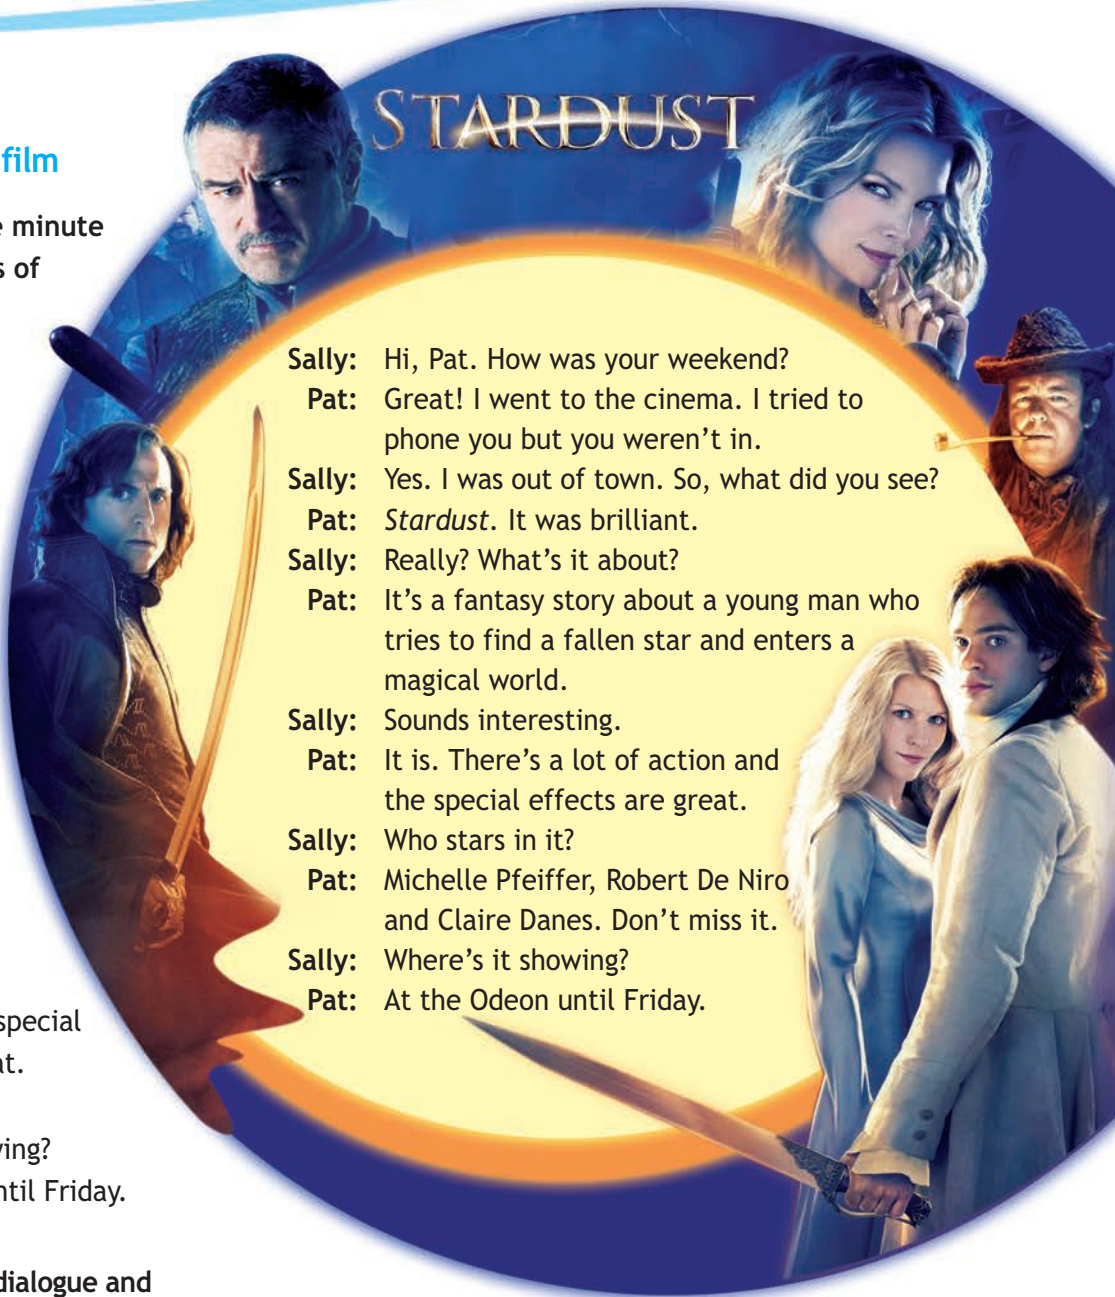 STARDUST
film
minute
s of
Sally: Hi, Pat. How was your weekend?
Pat: Great! I went to the cinema. I tried to
phone you but you weren't in.
Sally: Yes. I was out of town. So, what did you see?
Pat: Stardust. It was brilliant.
Sally: Really? What's it about?
Pat: It's a fantasy story about a young man who
tries to find a fallen star and enters a
magical world.
Sally: Sounds interesting.
Pat: It is. There's a lot of action and
the special effects are great.
Sally: Who stars in it?
Pat: Michelle Pfeiffer, Robert De Niro
and Claire Danes. Don't miss it.
Sally: Where's it showing?
Pat: At the Odeon until Friday.
special
at.
ving?
ntil Friday.
dialogue and